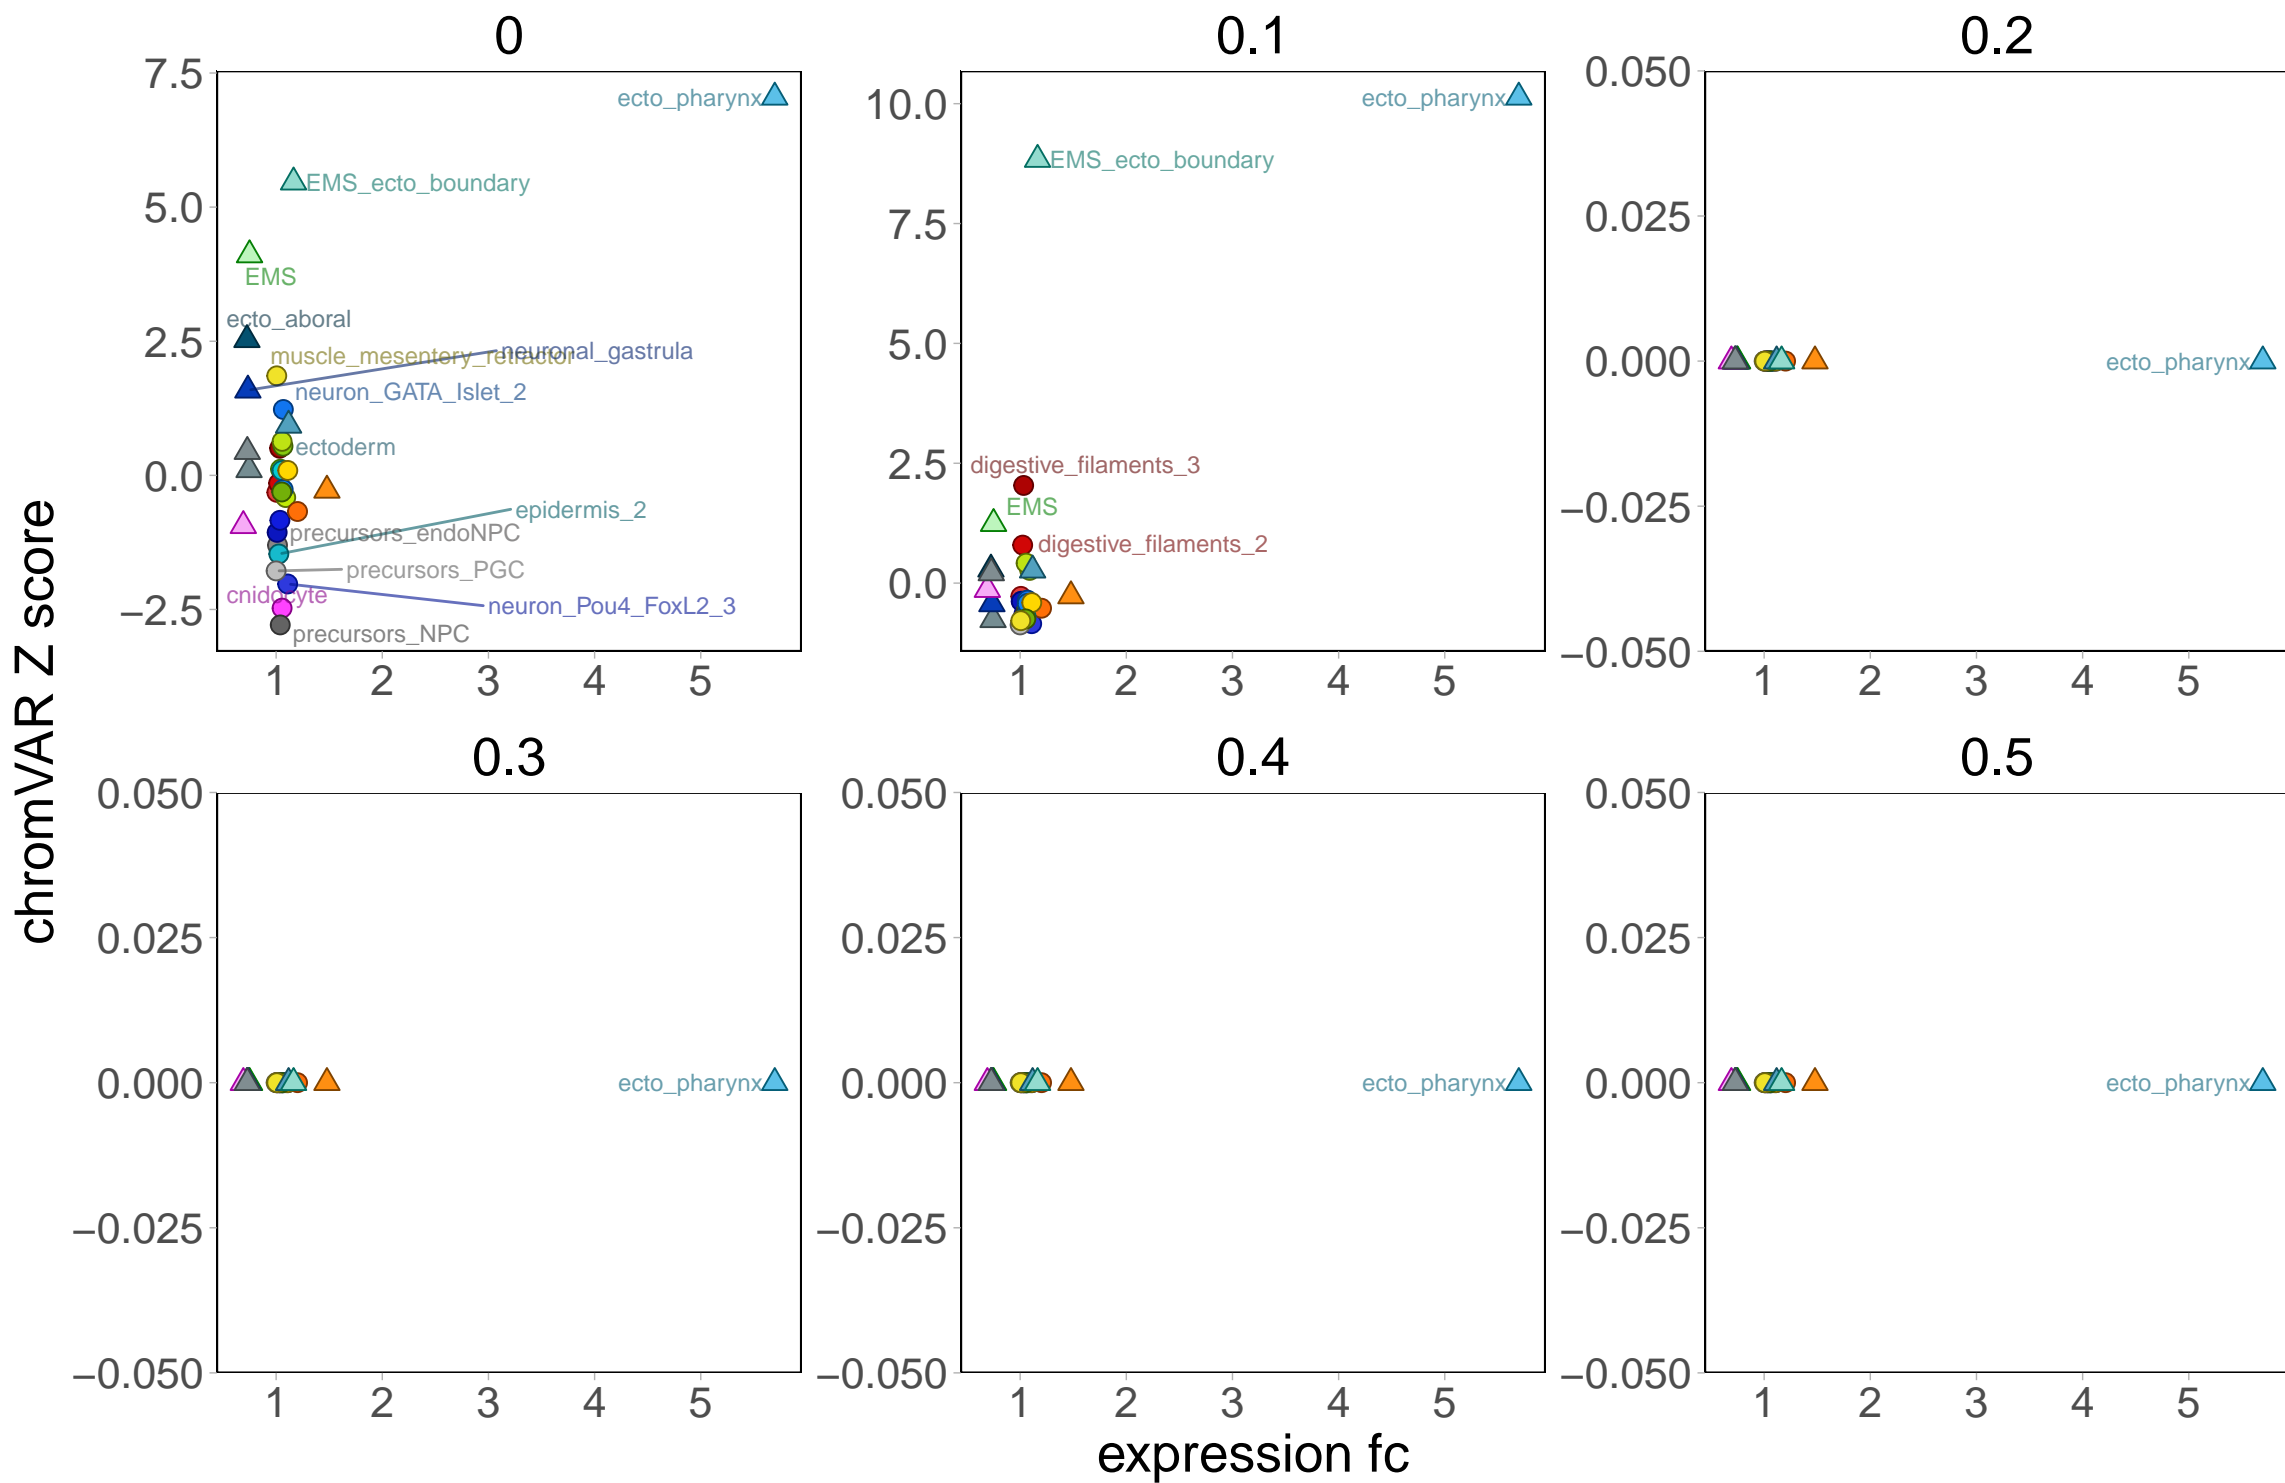 0
0.1
0.2
7.5
5.0
2.5
0.0
−2.5
ecto_pharynx
EMS_ecto_boundary
EMS
ecto_aboral
muscle_mesentery_retractor
neuronal_gastrula
neuron_GATA_Islet_2
ectoderm
epidermis_2
precursors_endoNPC
precursors_PGC
cnidocyte
neuron_Pou4_FoxL2_3
precursors_NPC
1 2 3 4 5
10.0
7.5
5.0
2.5
0.0
ecto_pharynx
EMS_ecto_boundary
digestive_filaments_3
EMS
digestive_filaments_2
1 2 3 4 5
0.050
0.025
0.000
−0.025
−0.050
ecto_pharynx
1 2 3 4 5
chromVAR Z score
0.3
0.4
0.5
0.050
0.025
0.000
−0.025
−0.050
ecto_pharynx
1 2 3 4 5
0.050
0.025
0.000
−0.025
−0.050
ecto_pharynx
1 2 3 4 5
0.050
0.025
0.000
−0.025
−0.050
ecto_pharynx
1 2 3 4 5
expression fc